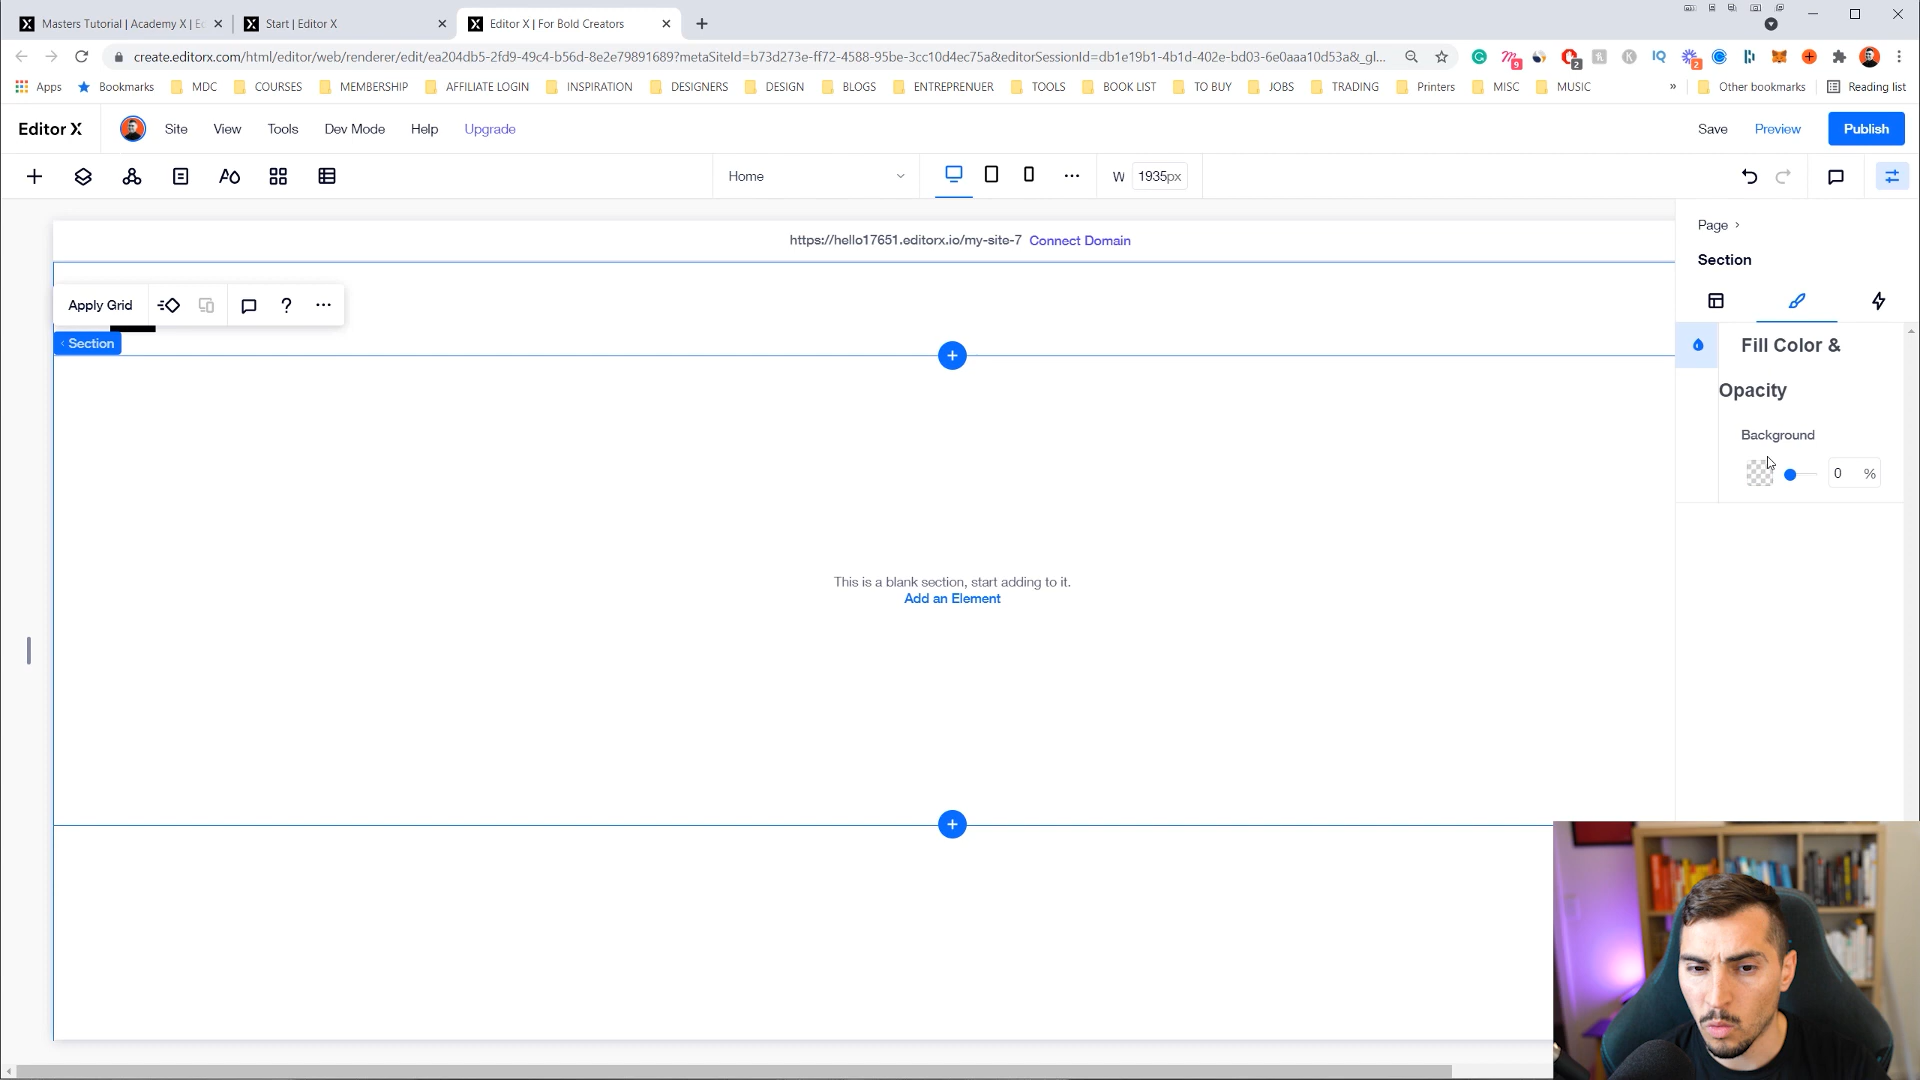 Masters Tutorial | Academy X | Ec
Start | Editor X
Editor X | For Bold Creators
create.editorx.com/html/editor/web/renderer/edit/ea204db5-2fd9-49c4-b56d-8e2e79891689?metaSiteId=b73d273e-ff72-4588-95be-3cc10d4ec75a&editorSessionId=db1e19b1-4b1d-402e-bd03-6e0aaa10d53a&_gl...
Apps
Bookmarks
MDC
COURSES
MEMBERSHIP
AFFILIATE LOGIN
INSPIRATION
DESIGNERS
DESIGN
BLOGS
ENTREPRENUER
TOOLS
BOOK LIST
TO BUY
JOBS
TRADING
Printers
MISC
MUSIC
»
Other bookmarks
Reading list
Editor X
Site
View
Tools
Dev Mode
Help
Upgrade
Save
Preview
Publish
Home
W 1935px
https://hello17651.editorx.io/my-site-7 Connect Domain
Page >
Section
Apply Grid
Section
Fill Color &
Opacity
Background
0 %
This is a blank section, start adding to it.
Add an Element